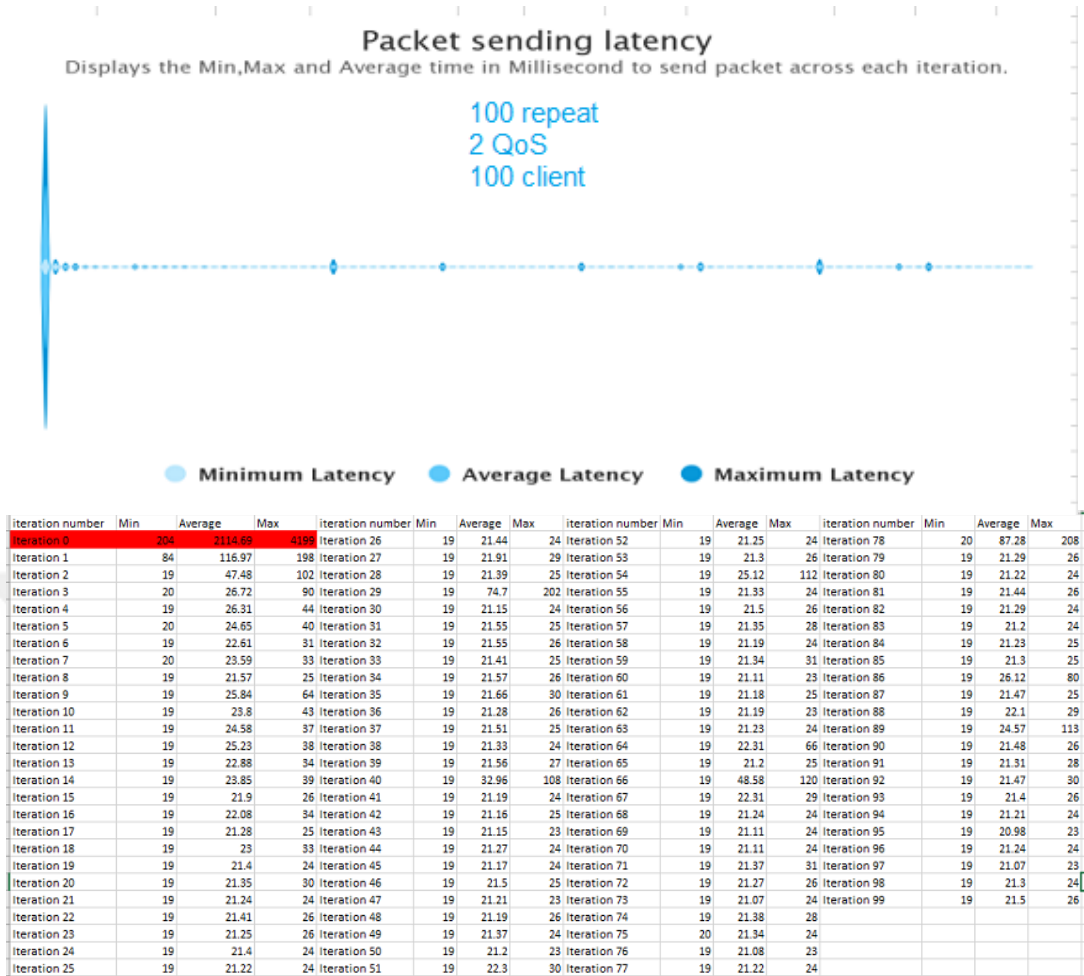 Packet sending latency
Displays the Min,Max and Average time in Millisecond to send packet across each iteration.
100 repeat
2 QoS
100 client
Minimum Latency Average Latency Maximum Latency
iteration number Min Average Max iteration number Min Average Max iteration number Min Average Max iteration number Min Average Max
Iteration 0 204 2114.69 4199 Iteration 26 19 21.44 24 Iteration 52 19 21.25 24 Iteration 78 20 87.28 208
Iteration 1 84 116.97 198 Iteration 27 19 21.91 29 Iteration 53 19 21.3 26 Iteration 79 19 21.29 26
Iteration 2 19 47.48 102 Iteration 28 19 21.39 25 Iteration 54 19 25.12 112 Iteration 80 19 21.22 24
Iteration 3 20 26.72 90 Iteration 29 19 74.7 202 Iteration 55 19 21.33 24 Iteration 81 19 21.44 26
Iteration 4 19 26.31 44 Iteration 30 19 21.15 24 Iteration 56 19 21.5 26 Iteration 82 19 21.29 24
Iteration 5 20 24.65 40 Iteration 31 19 21.55 25 Iteration 57 19 21.35 28 Iteration 83 19 21.2 24
Iteration 6 19 22.61 31 Iteration 32 19 21.55 26 Iteration 58 19 21.19 24 Iteration 84 19 21.23 25
Iteration 7 20 23.59 33 Iteration 33 19 21.41 25 Iteration 59 19 21.34 31 Iteration 85 19 21.3 25
Iteration 8 19 21.57 25 Iteration 34 19 21.57 26 Iteration 60 19 21.11 23 Iteration 86 19 26.12 80
Iteration 9 19 25.84 64 Iteration 35 19 21.66 30 Iteration 61 19 21.18 25 Iteration 87 19 21.47 25
Iteration 10 19 23.8 43 Iteration 36 19 21.28 26 Iteration 62 19 21.19 23 Iteration 88 19 22.1 29
Iteration 11 19 24.58 37 Iteration 37 19 21.51 25 Iteration 63 19 21.23 24 Iteration 89 19 24.57 113
Iteration 12 19 25.23 38 Iteration 38 19 21.33 24 Iteration 64 19 22.31 66 Iteration 90 19 21.48 26
Iteration 13 19 22.88 34 Iteration 39 19 21.56 27 Iteration 65 19 21.2 25 Iteration 91 19 21.31 28
Iteration 14 19 23.85 39 Iteration 40 19 32.96 108 Iteration 66 19 48.58 120 Iteration 92 19 21.47 30
Iteration 15 19 21.9 26 Iteration 41 19 21.19 24 Iteration 67 19 22.31 29 Iteration 93 19 21.4 26
Iteration 16 19 22.08 34 Iteration 42 19 21.16 25 Iteration 68 19 21.24 24 Iteration 94 19 21.21 24
Iteration 17 19 21.28 25 Iteration 43 19 21.15 23 Iteration 69 19 21.11 24 Iteration 95 19 20.98 23
Iteration 18 19 23 33 Iteration 44 19 21.27 24 Iteration 70 19 21.11 24 Iteration 96 19 21.24 24
Iteration 19 19 21.4 24 Iteration 45 19 21.17 24 Iteration 71 19 21.37 31 Iteration 97 19 21.07 23
Iteration 20 19 21.35 30 Iteration 46 19 21.5 25 Iteration 72 19 21.27 26 Iteration 98 19 21.3 24
Iteration 21 19 21.24 24 Iteration 47 19 21.21 23 Iteration 73 19 21.07 24 Iteration 99 19 21.5 26
Iteration 22 19 21.41 26 Iteration 48 19 21.19 26 Iteration 74 19 21.38 28
Iteration 23 19 21.25 26 Iteration 49 19 21.37 24 Iteration 75 20 21.34 24
Iteration 24 19 21.4 24 Iteration 50 19 21.2 23 Iteration 76 19 21.08 23
Iteration 25 19 21.22 24 Iteration 51 19 22.3 30 Iteration 77 19 21.22 24